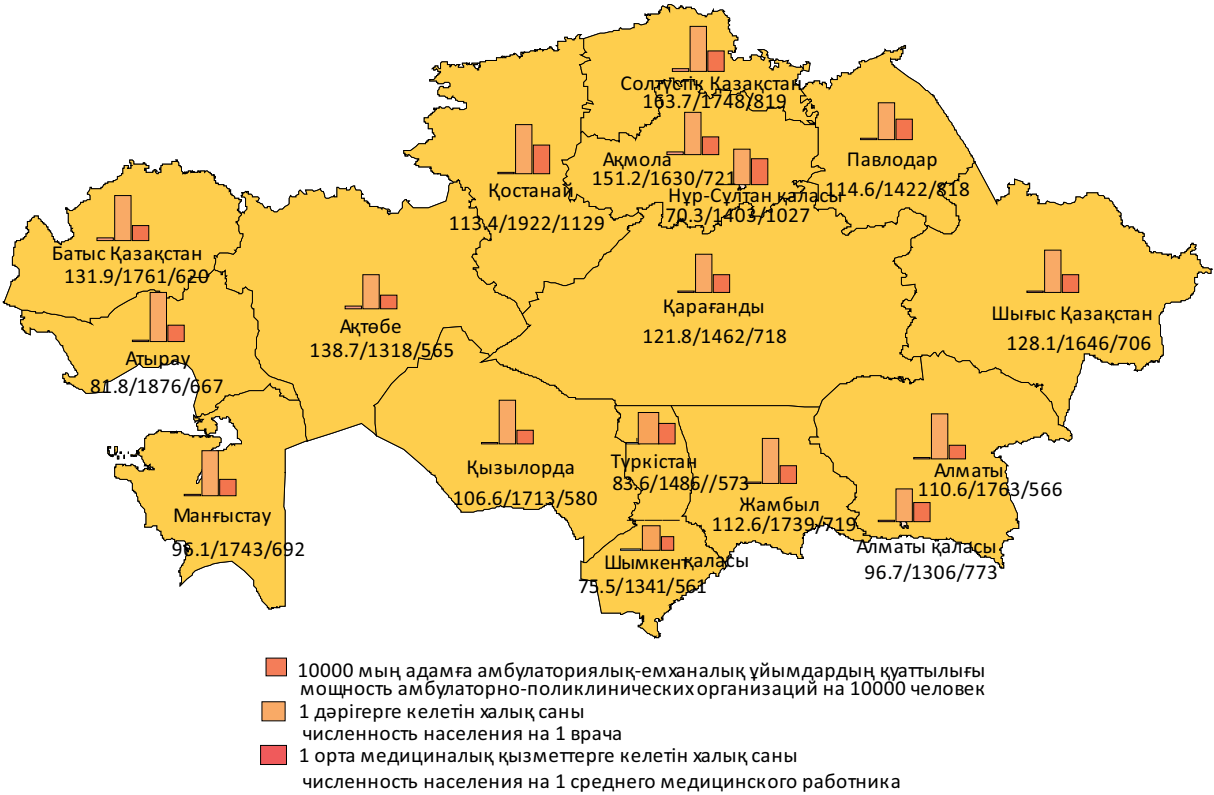 Солтүстік Қазақстан
163.7/1748/819
Ақмола
151.2/1630/721
Павлодар
114.6/1422/818
Қостанай
113.4/1922/1129
Нұр-Сұлтан қаласы
70.3/1403/1027
Батыс Қазақстан
131.9/1761/620
Ақтөбе
138.7/1318/565
Қарағанды
121.8/1462/718
Шығыс Қазақстан
128.1/1646/706
Атырау
81.8/1876/667
Қызылорда
106.6/1713/580
Түркістан
83.6/1486//573
Жамбыл
112.6/1739/719
Алматы
110.6/1763/566
Манғыстау
96.1/1743/692
Шымкент қаласы
75.5/1341/561
Алматы қаласы
96.7/1306/773
10000 мың адамға амбулаториялық-емханалық ұйымдардың қуаттылығы
мощность амбулаторно-поликлинических организаций на 10000 человек
1 дәрігерге келетін халық саны
численность населения на 1 врача
1 орта медициналық қызметтерге келетін халық саны
численность населения на 1 среднего медицинского работника